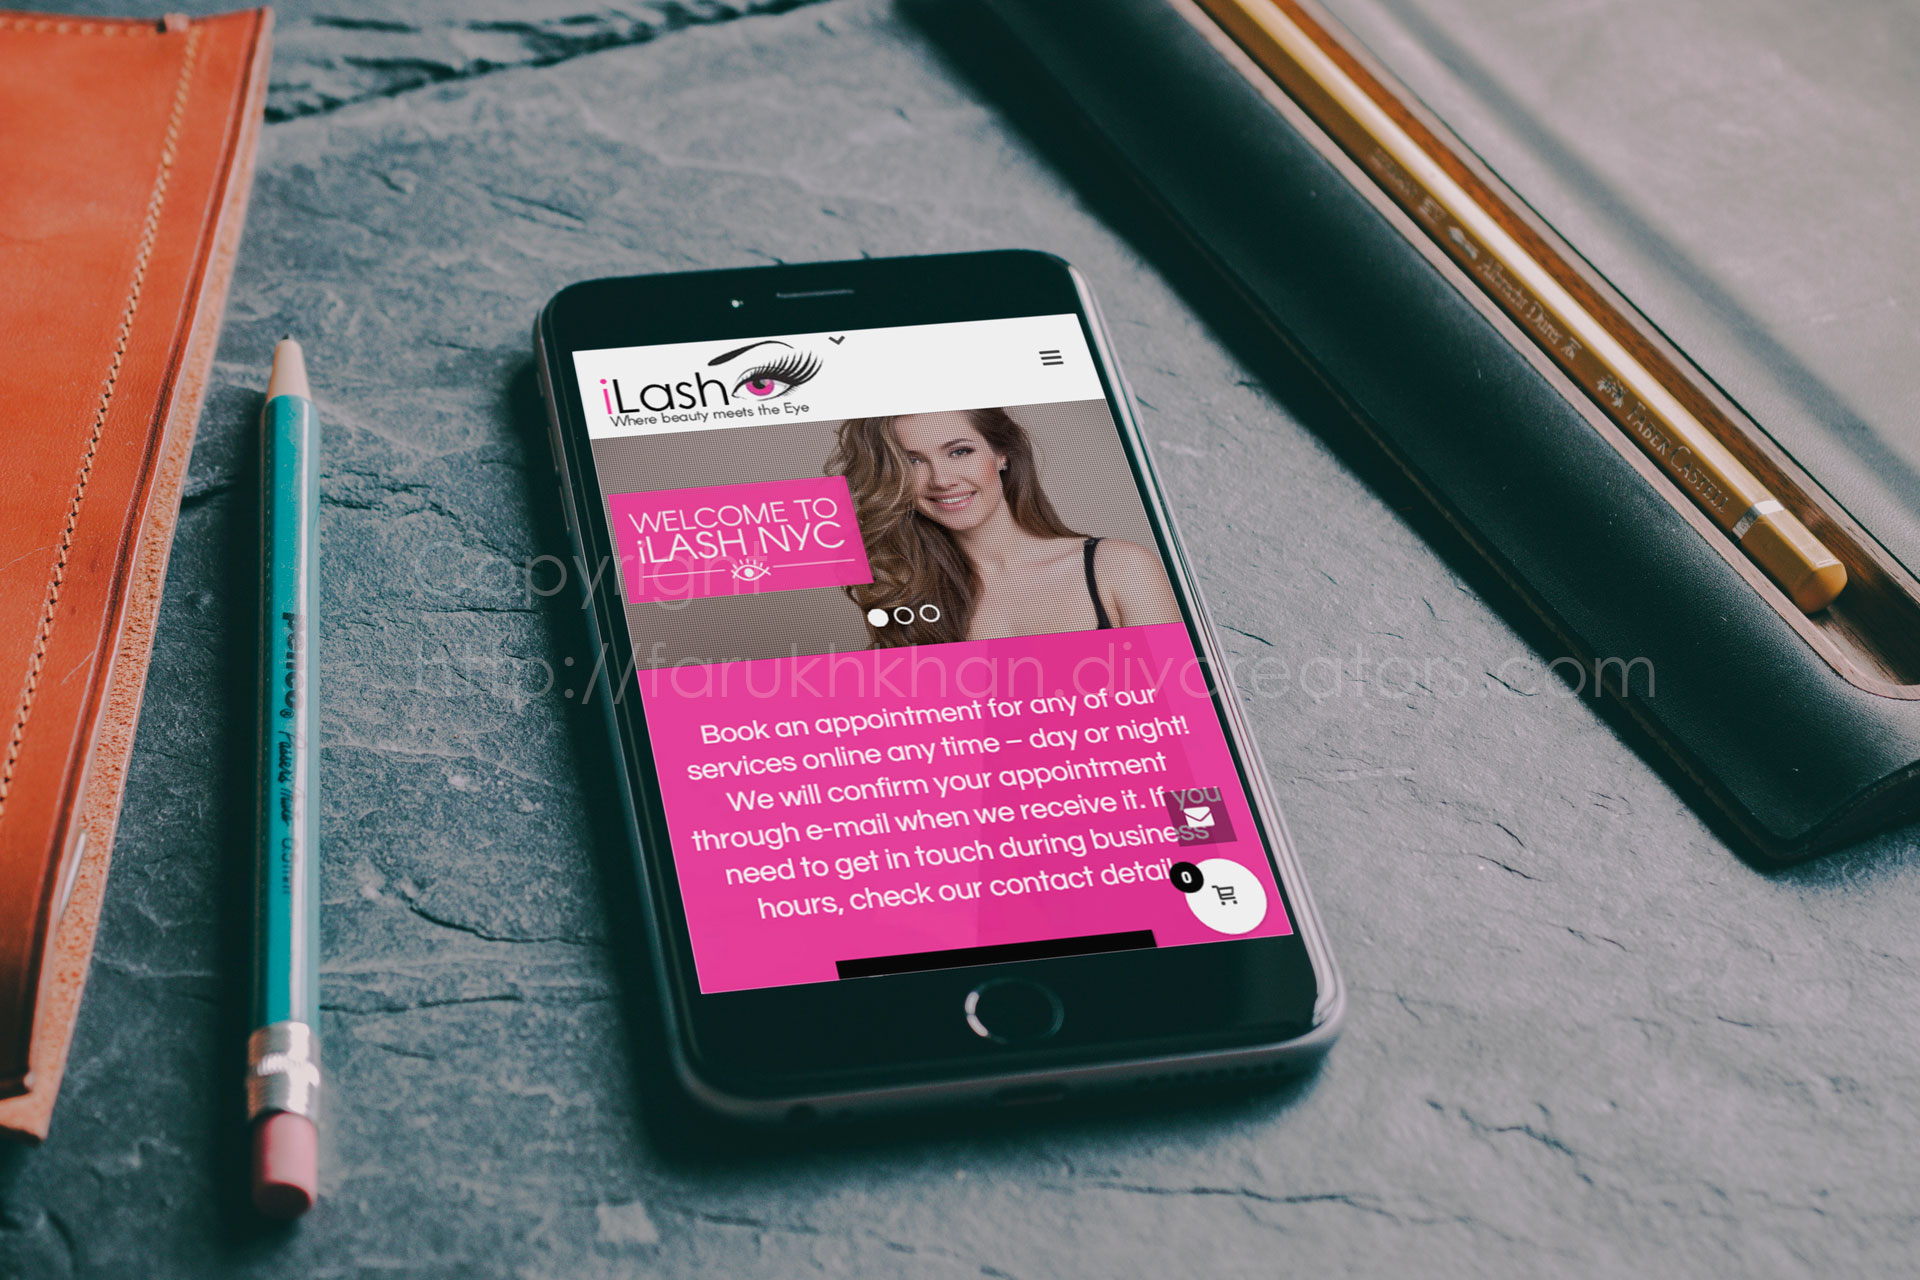 iLash
Where beauty meets the Eye
WELCOME TO
iLASH NYC
Copyright
http://farukhkhan.divcreators.com
Book an appointment for any of our
services online any time – day or night!
We will confirm your appointment
through e-mail when we receive it. If you
need to get in touch during business
hours, check our contact detail
0
FABER CASTELL
Albrecht Dürer